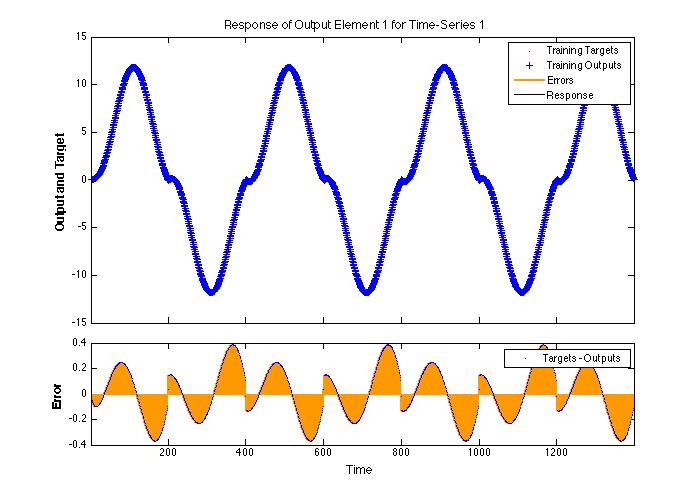 Response of Output Element 1 for Time-Series 1
15
10
5
0
-5
-10
-15
Output and Target
Training Targets
Training Outputs
Errors
Response
0.4
0.2
0
-0.2
-0.4
Error
Targets - Outputs
200 400 600 800 1000 1200
Time